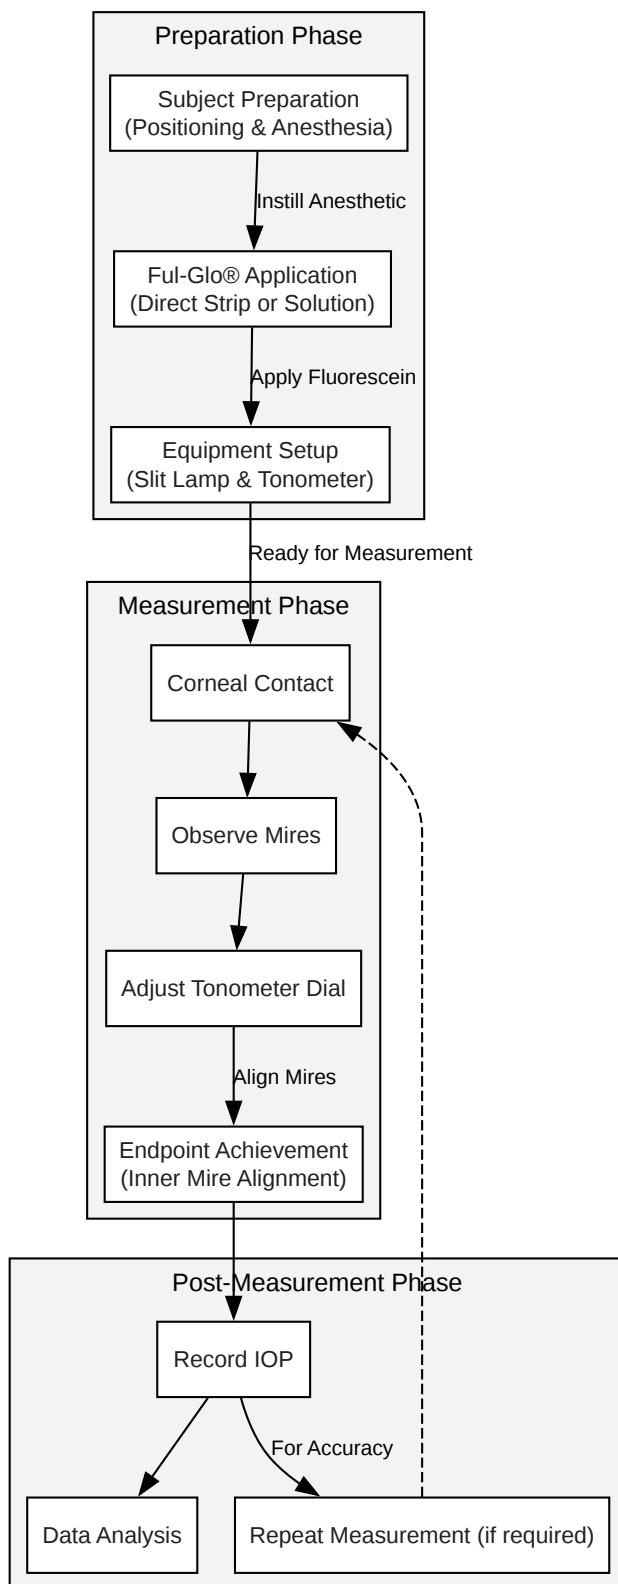 Preparation Phase
Subject Preparation
(Positioning & Anesthesia)
Instill Anesthetic
Ful-Glo® Application
(Direct Strip or Solution)
Apply Fluorescein
Equipment Setup
(Slit Lamp & Tonometer)
Ready for Measurement
Measurement Phase
Corneal Contact
Observe Mires
Adjust Tonometer Dial
Align Mires
Endpoint Achievement
(Inner Mire Alignment)
Post-Measurement Phase
Record IOP
For Accuracy
Data Analysis
Repeat Measurement (if required)